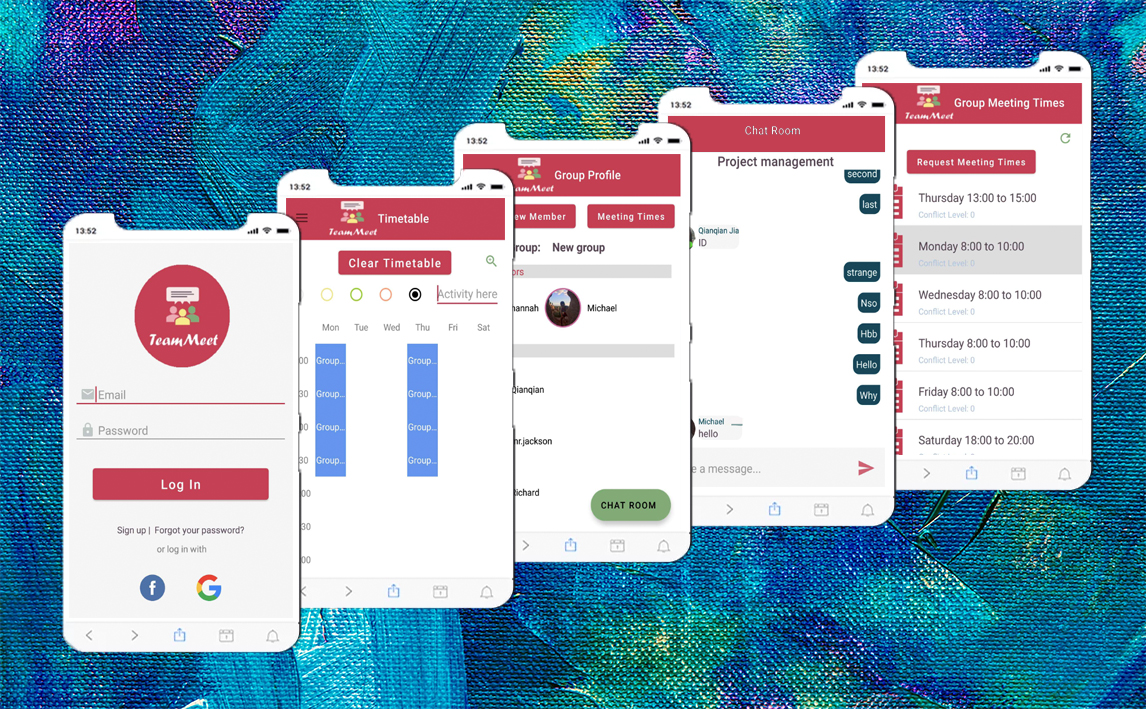 13:52
TeamMeet
Email
Password
Log In
Sign up | Forgot your password?
or log in with
f
G
13:52
TeamMeet
Timetable
Clear Timetable
Activity here
Mon Tue Wed Thu Fri Sat
00 Group... Group...
30 Group... Group...
00 Group... Group...
30 Group... Group...
00
30
00
13:52
amMeet
Group Profile
ew Member
Meeting Times
roup: New group
ors
annah
Michael
Qianqian
nr.jackson
ichard
CHAT ROOM
13:52
Chat Room
Project management
second
last
Qianqian Jia
ID
strange
Nso
Hbb
Hello
Why
Michael
hello
e a message...
13:52
TeamMeet
Group Meeting Times
Request Meeting Times
Thursday 13:00 to 15:00
Conflict Level: 0
Monday 8:00 to 10:00
Conflict Level: 0
Wednesday 8:00 to 10:00
Conflict Level: 0
Thursday 8:00 to 10:00
Conflict Level: 0
Friday 8:00 to 10:00
Conflict Level: 0
Saturday 18:00 to 20:00